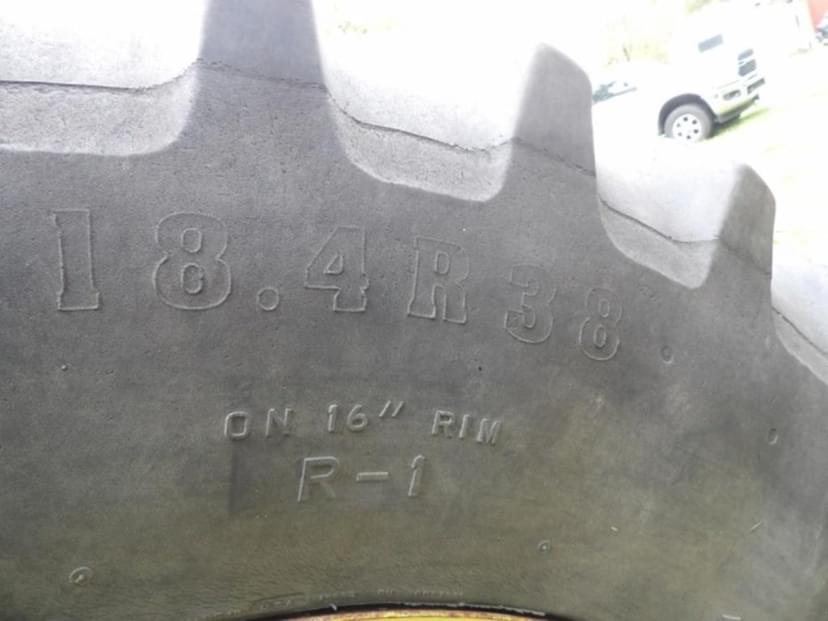 18.4R38
ON 16" RIM
R-1